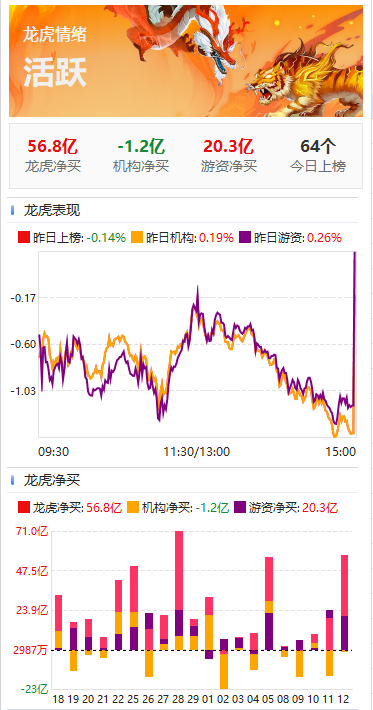 龙虎情绪
活跃
56.8亿 -1.2亿 20.3亿 64个
龙虎净买 机构净买 游资净买 今日上榜
龙虎表现
昨日上榜: -0.14% 昨日机构: 0.19% 昨日游资: 0.26%
-0.17
-0.60
-1.03
09:30 11:30/13:00 15:00
龙虎净买
龙虎净买: 56.8亿 机构净买: -1.2亿 游资净买: 20.3亿
71.0亿
47.5亿
23.9亿
2987万
-23亿
18 19 20 21 22 25 26 27 28 29 01 02 03 04 05 08 09 10 11 12